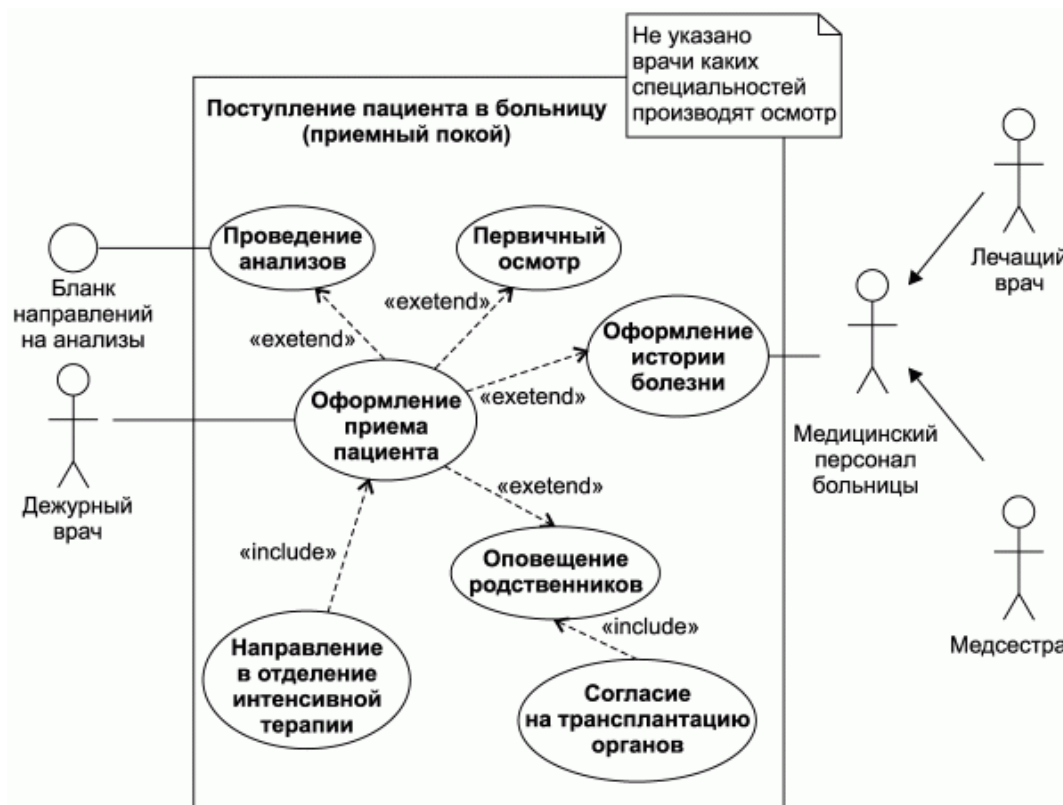 Не указано
врачи каких
специальностей
производят осмотр
Поступление пациента в больницу
(приемный покой)
Проведение
анализов
Первичный
осмотр
Бланк
направлений
на анализы
Лечащий
врач
«exetend»
«exetend»
Оформление
истории
болезни
«exetend»
Оформление
приема
пациента
Медицинский
персонал
больницы
Дежурный
врач
«exetend»
«include»
Оповещение
родственников
«include»
Направление
в отделение
интенсивной
терапии
Согласие
на трансплантацию
органов
Медсестра